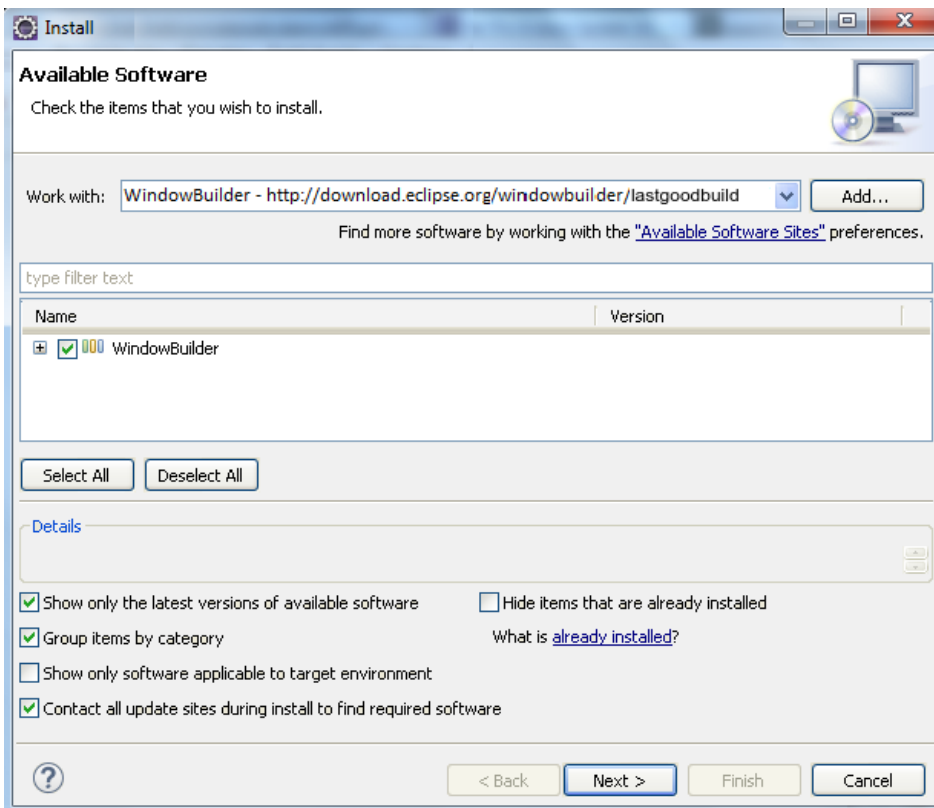 Install
Available Software
Check the items that you wish to install.
Work with: WindowBuilder - http://download.eclipse.org/windowbuilder/lastgoodbuild Add...
Find more software by working with the "Available Software Sites" preferences.
type filter text
Name Version
WindowBuilder
Select All Deselect All
Details
Show only the latest versions of available software Hide items that are already installed
Group items by category What is already installed?
Show only software applicable to target environment
Contact all update sites during install to find required software
? < Back Next > Finish Cancel